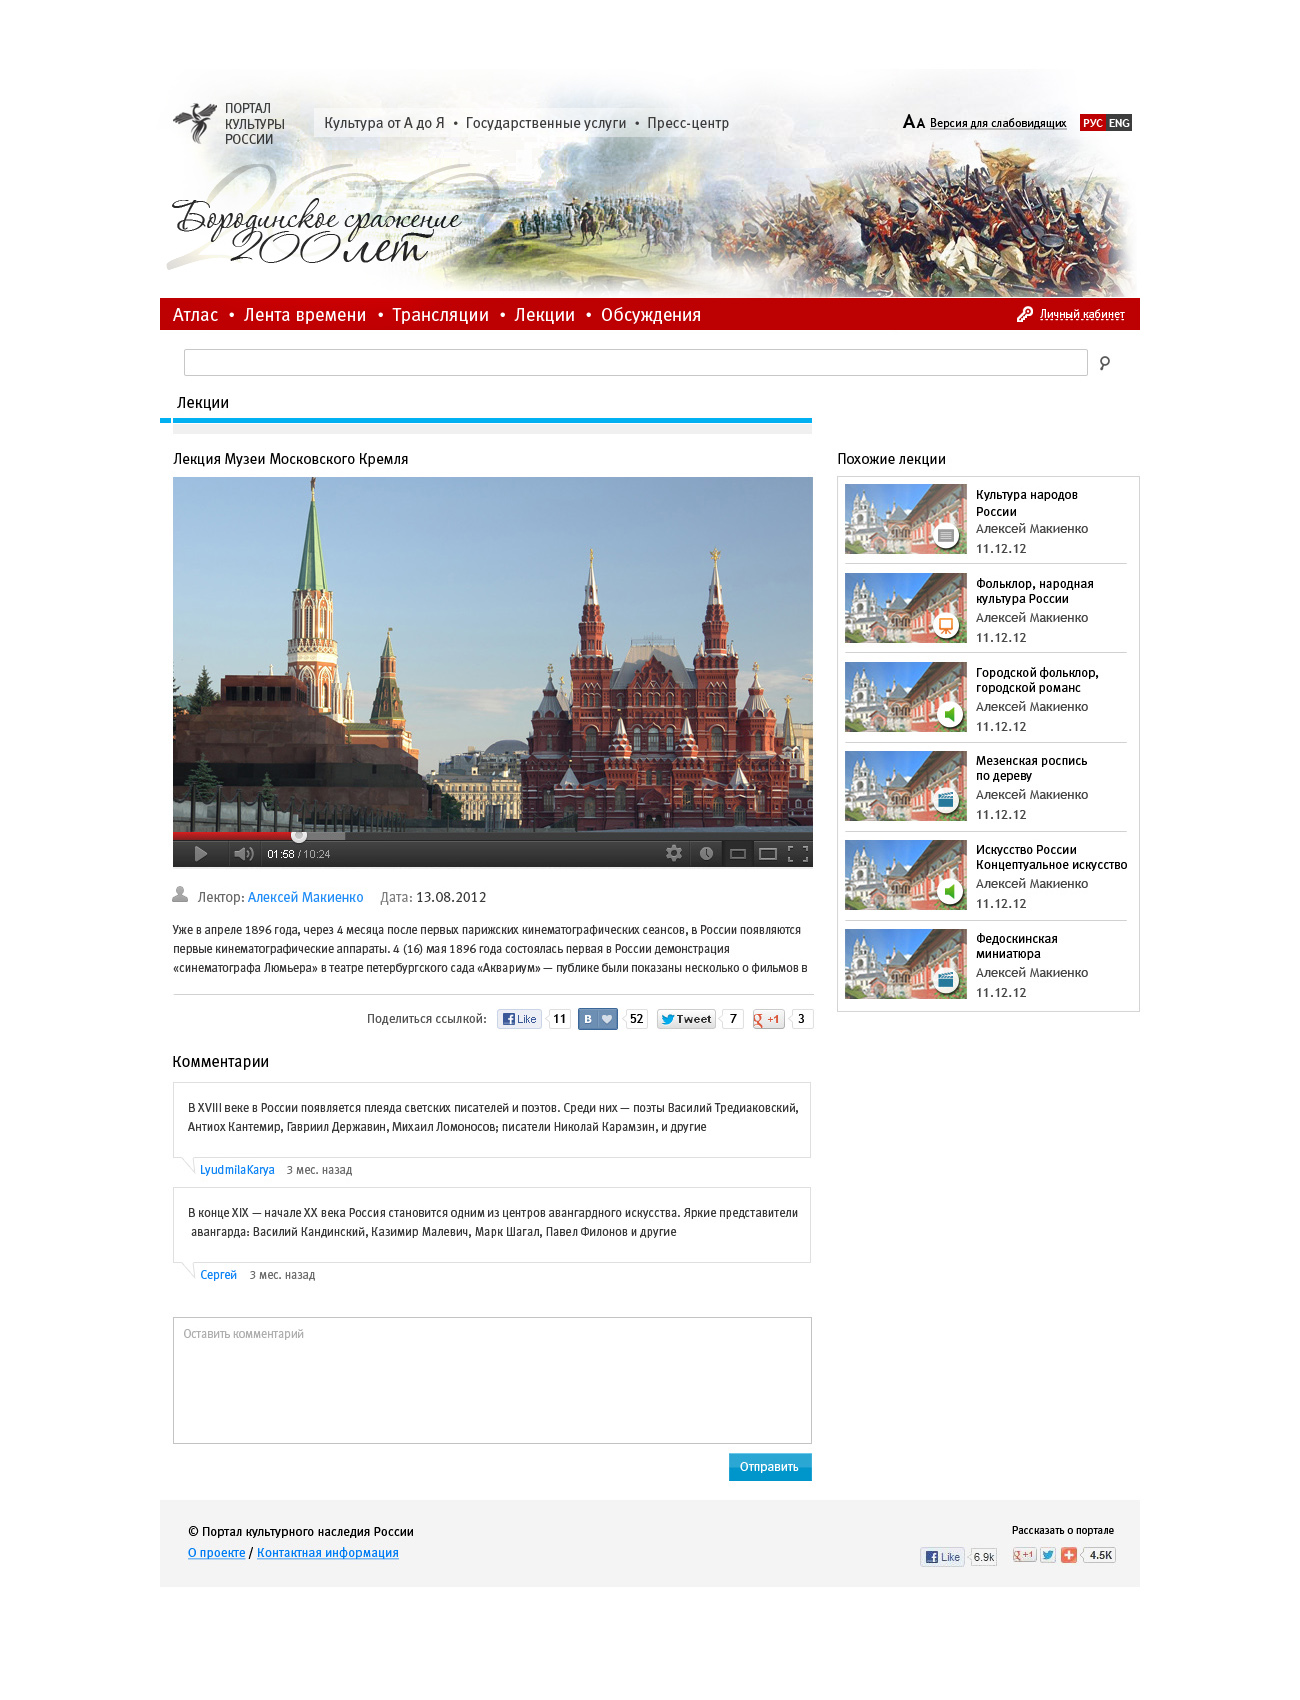 ПОРТАЛ
КУЛЬТУРЫ
РОССИИ
Культура от А до Я • Государственные услуги • Пресс-центр
АА Версия для слабовидящих
РУС ENG
Бородинское сражение
200 лет
Атлас • Лента времени • Трансляции • Лекции • Обсуждения
Личный кабинет
Лекции
Лекция Музеи Московского Кремля
01:58 / 10:24
Лектор: Алексей Макиенко Дата: 13.08.2012
Уже в апреле 1896 года, через 4 месяца после первых парижских кинематографических сеансов, в России появляются
первые кинематографические аппараты. 4 (16) мая 1896 года состоялась первая в России демонстрация
«синематографа Люмьера» в театре петербургского сада «Аквариум» — публике были показаны несколько о фильмов в
Поделиться ссылкой: Like 11 В 52 Tweet 7 g +1 3
Похожие лекции
Культура народов
России
Алексей Макиенко
11.12.12
Фольклор, народная
культура России
Алексей Макиенко
11.12.12
Городской фольклор,
городской романс
Алексей Макиенко
11.12.12
Мезенская роспись
по дереву
Алексей Макиенко
11.12.12
Искусство России
Концептуальное искусство
Алексей Макиенко
11.12.12
Федоскинская
миниатюра
Алексей Макиенко
11.12.12
Комментарии
В XVIII веке в России появляется плеяда светских писателей и поэтов. Среди них — поэты Василий Тредиаковский,
Антиох Кантемир, Гавриил Державин, Михаил Ломоносов; писатели Николай Карамзин, и другие
LyudmilaKarya 3 мес. назад
В конце XIX — начале XX века Россия становится одним из центров авангардного искусства. Яркие представители
авангарда: Василий Кандинский, Казимир Малевич, Марк Шагал, Павел Филонов и другие
Сергей 3 мес. назад
Оставить комментарий
Отправить
© Портал культурного наследия России
О проекте / Контактная информация
Рассказать о портале
Like 6.9k g +1 4.5K